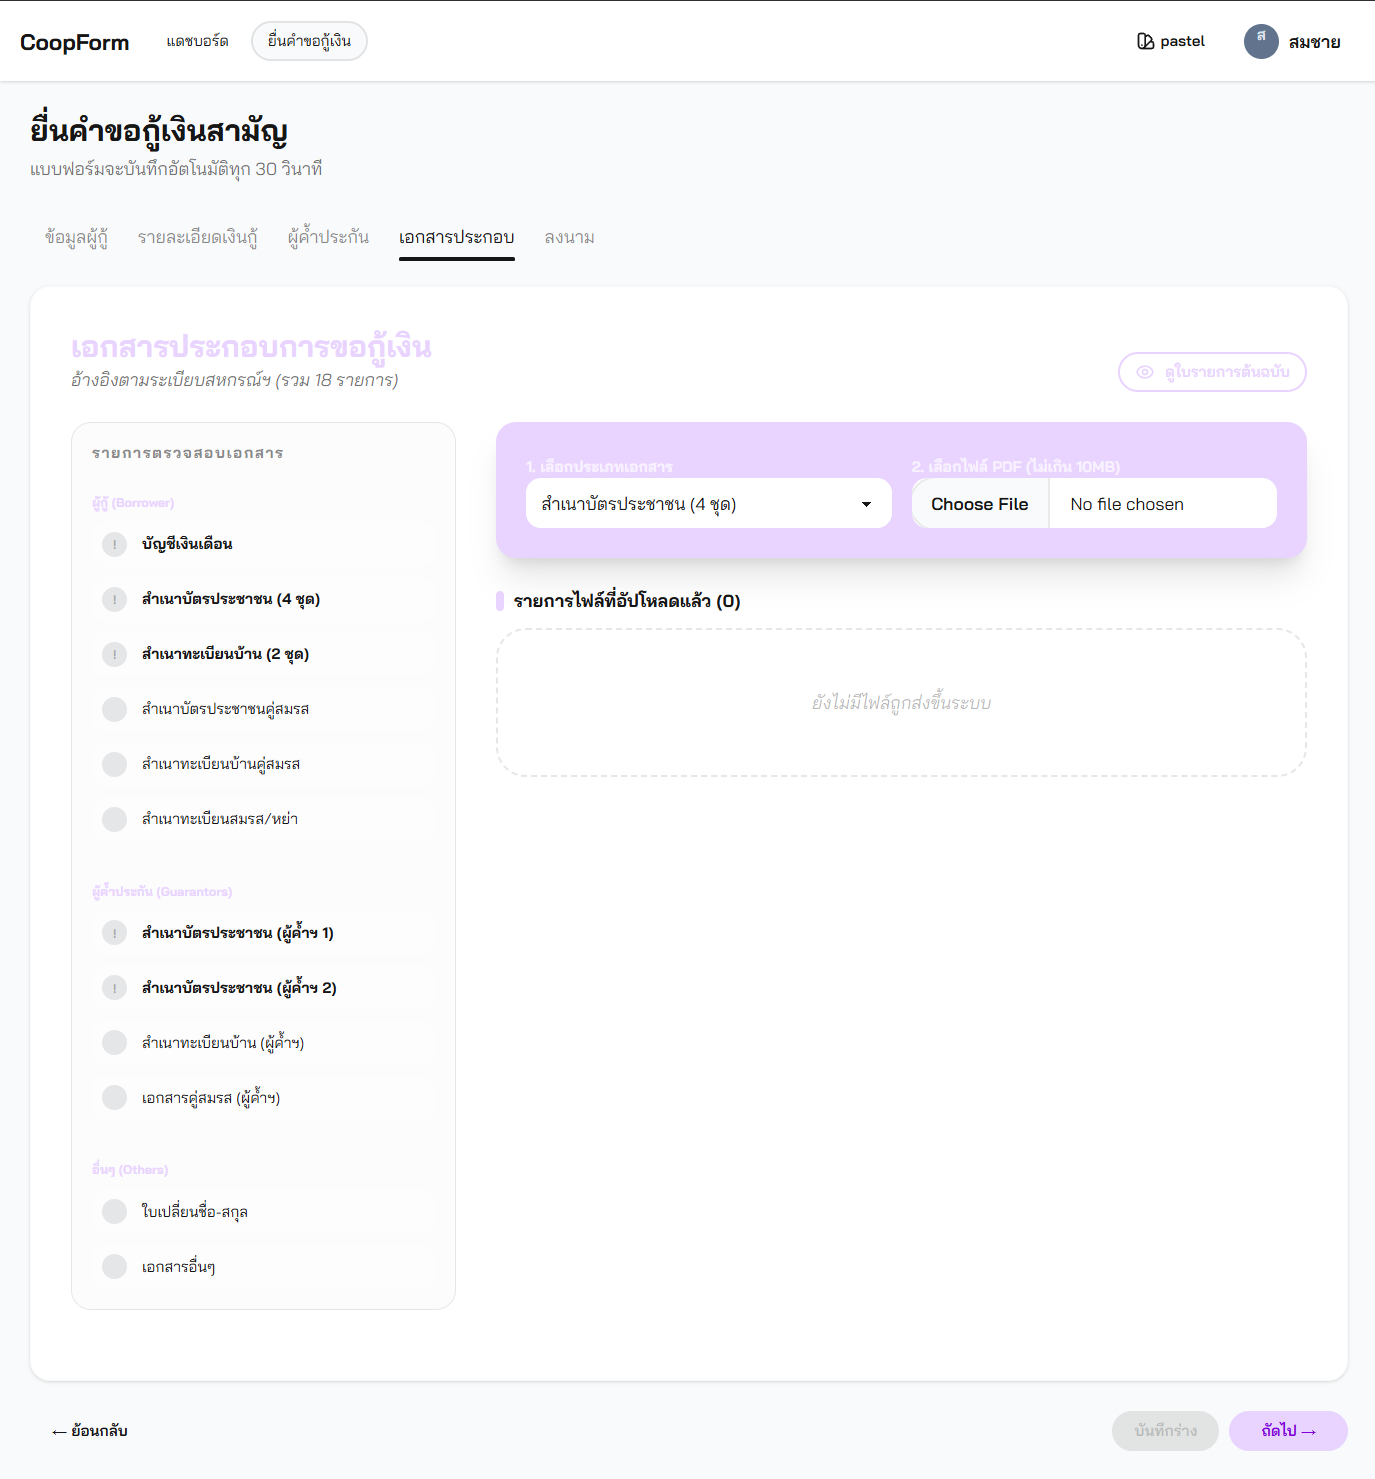 CoopForm
แดชบอร์ด
ยื่นคำขอกู้เงิน
pastel
ส
สมชาย
ยื่นคำขอกู้เงินสามัญ
แบบฟอร์มจะบันทึกอัตโนมัติทุก 30 วินาที
ข้อมูลผู้กู้
รายละเอียดเงินกู้
ผู้ค้ำประกัน
เอกสารประกอบ
ลงนาม
เอกสารประกอบการขอกู้เงิน
อ้างอิงตามระเบียบสหกรณ์ฯ (รวม 18 รายการ)
ดูใบรายการต้นฉบับ
รายการตรวจสอบเอกสาร
ผู้กู้ (Borrower)
! บัญชีเงินเดือน
! สำเนาบัตรประชาชน (4 ชุด)
! สำเนาทะเบียนบ้าน (2 ชุด)
สำเนาบัตรประชาชนคู่สมรส
สำเนาทะเบียนบ้านคู่สมรส
สำเนาทะเบียนสมรส/หย่า
ผู้ค้ำประกัน (Guarantors)
! สำเนาบัตรประชาชน (ผู้ค้ำฯ 1)
! สำเนาบัตรประชาชน (ผู้ค้ำฯ 2)
สำเนาทะเบียนบ้าน (ผู้ค้ำฯ)
เอกสารคู่สมรส (ผู้ค้ำฯ)
อื่นๆ (Others)
ใบเปลี่ยนชื่อ-สกุล
เอกสารอื่นๆ
1. เลือกประเภทเอกสาร
สำเนาบัตรประชาชน (4 ชุด)
2. เลือกไฟล์ PDF (ไม่เกิน 10MB)
Choose File
No file chosen
รายการไฟล์ที่อัปโหลดแล้ว (0)
ยังไม่มีไฟล์ถูกส่งขึ้นระบบ
← ย้อนกลับ
บันทึกร่าง
ถัดไป →